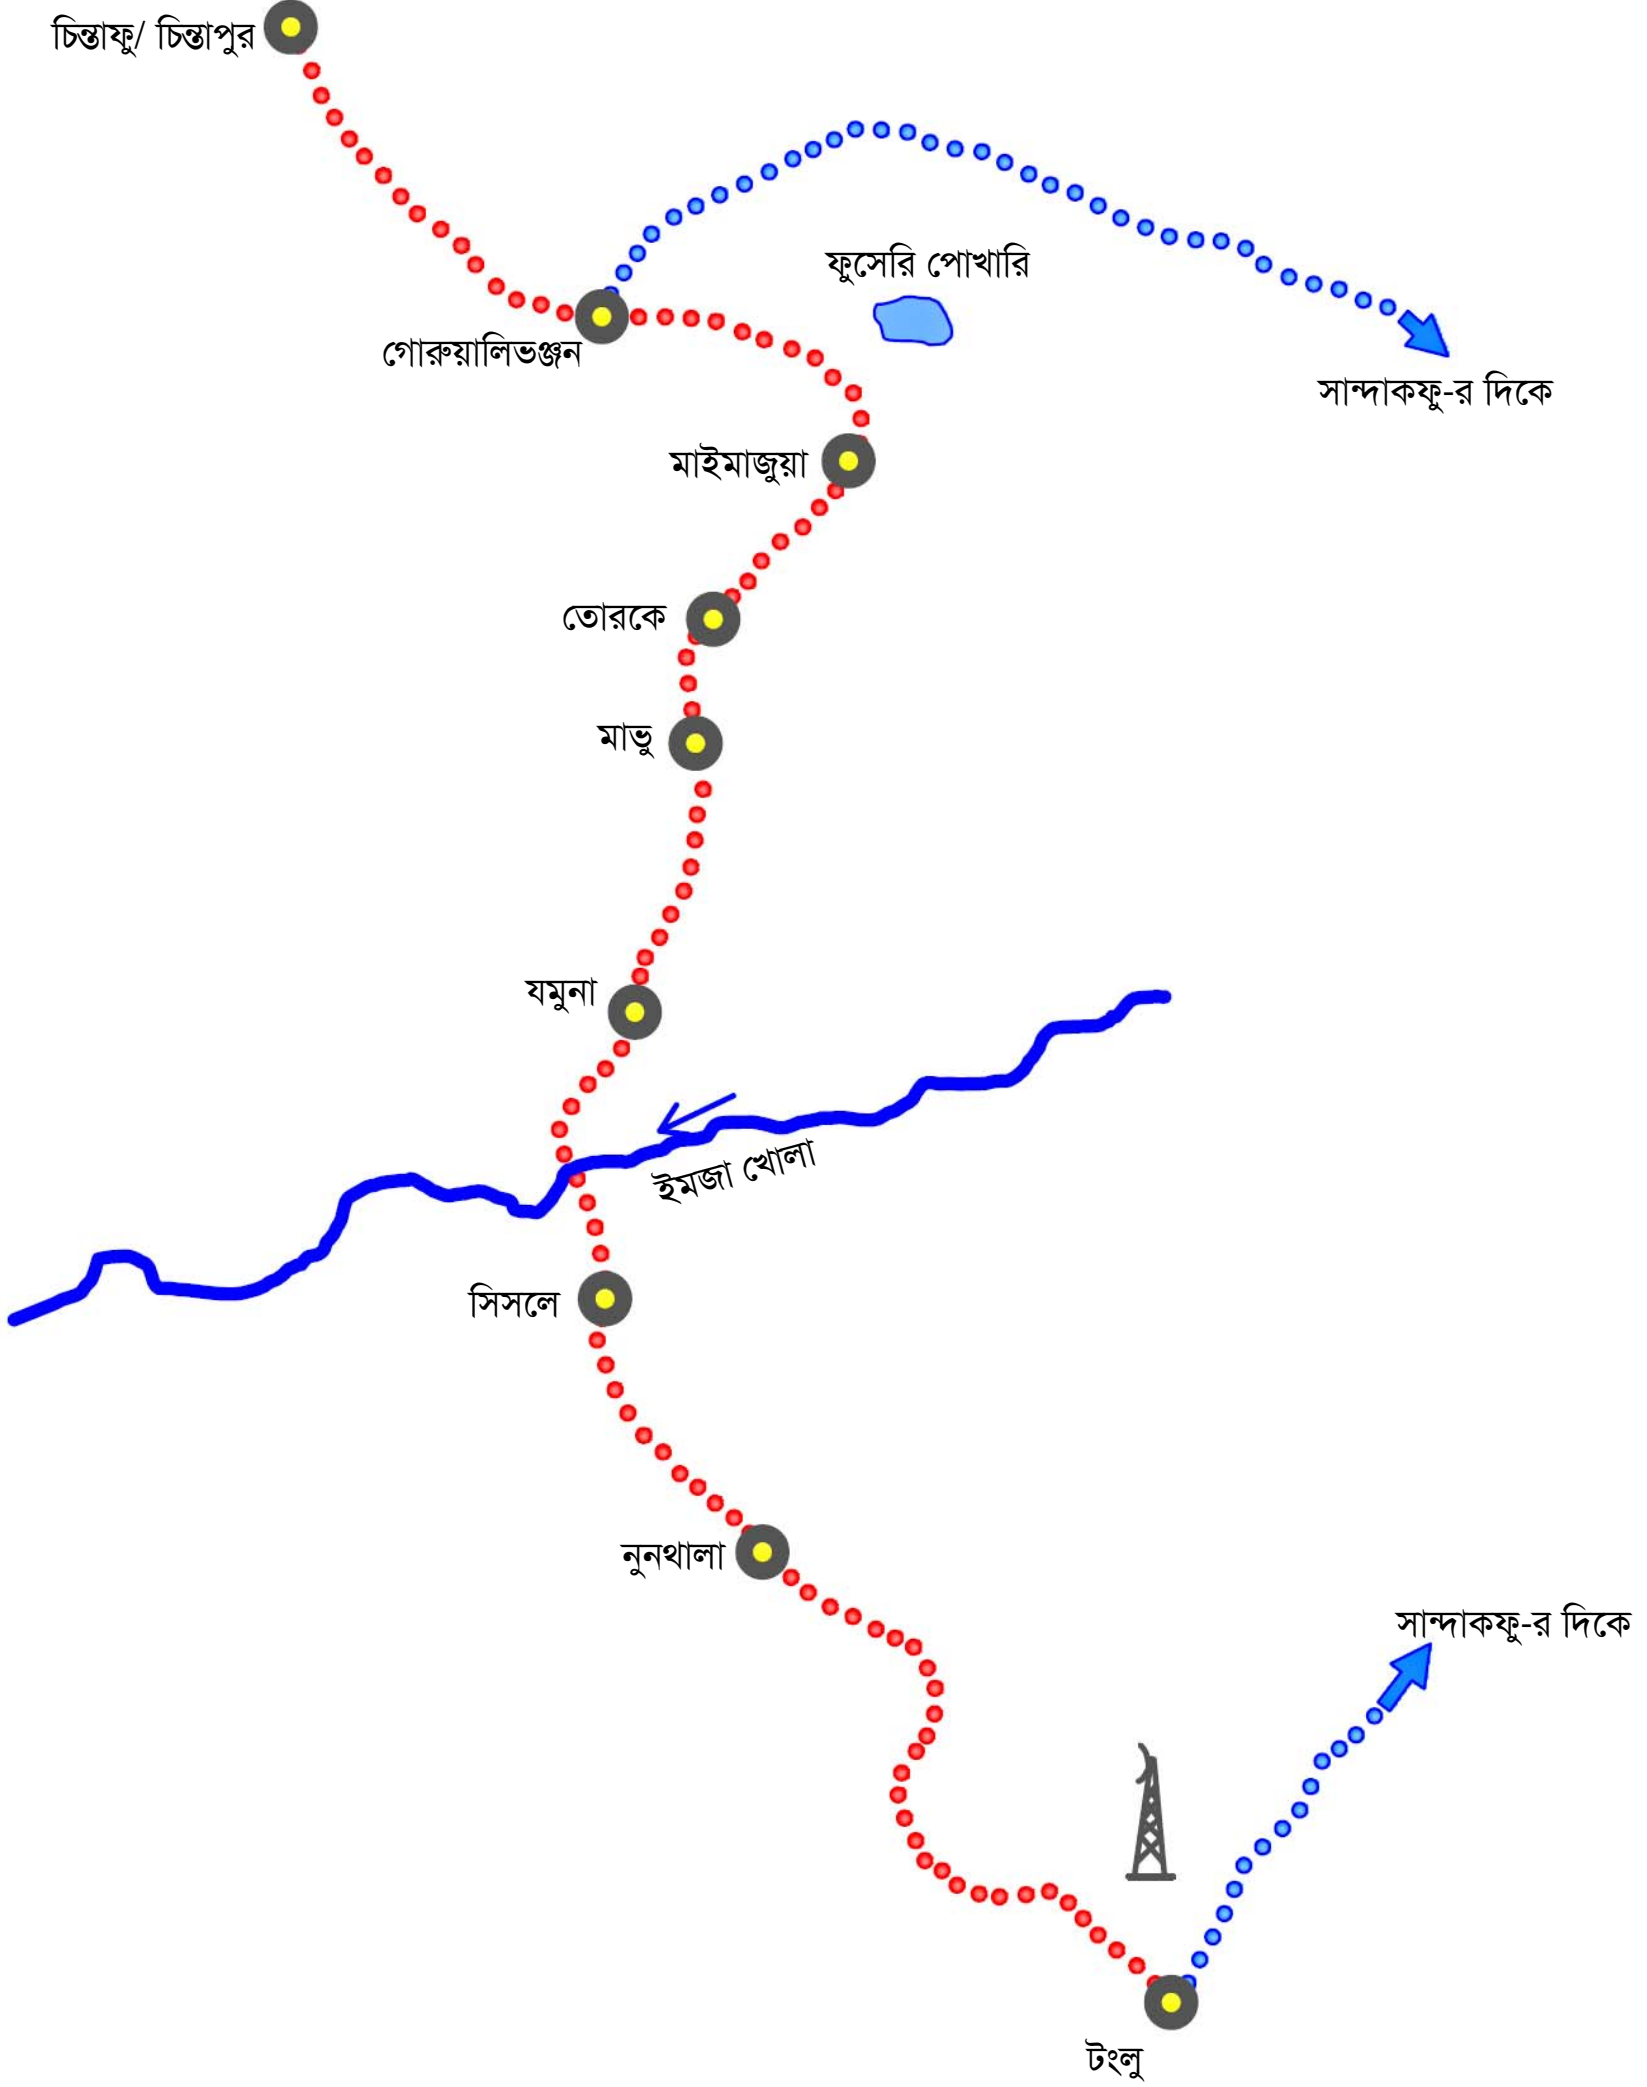 চিন্তাফু/ চিন্তাপুর
ফুসেরি পোখারি
গোরুয়ালিভঞ্জন
সান্দাকফু-র দিকে
মাইমাজুয়া
তোরকে
মাভু
যমুনা
ইমজা খোলা
সিসলে
নুনথালা
সান্দাকফু-র দিকে
টংলু